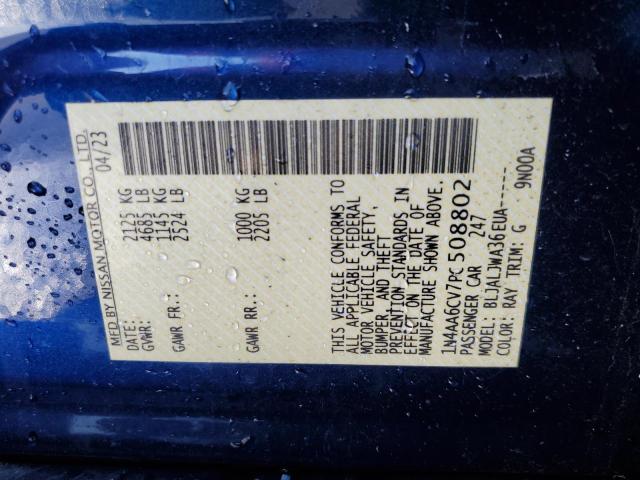 MFD BY NISSAN MOTOR CO., LTD.
DATE: 04/23
GVWR: 2125 KG
4685 LB
GAWR FR: 1145 KG
2524 LB
GAWR RR: 1000 KG
2205 LB
THIS VEHICLE CONFORMS TO
ALL APPLICABLE FEDERAL
MOTOR VEHICLE SAFETY,
BUMPER, AND THEFT
PREVENTION STANDARDS IN
EFFECT ON THE DATE OF
MANUFACTURE SHOWN ABOVE.
1N4AA6CV7PC508802
PASSENGER CAR 247
MODEL: BLJALJWA36EUA------
COLOR: RAY TRIM: G 9N00A